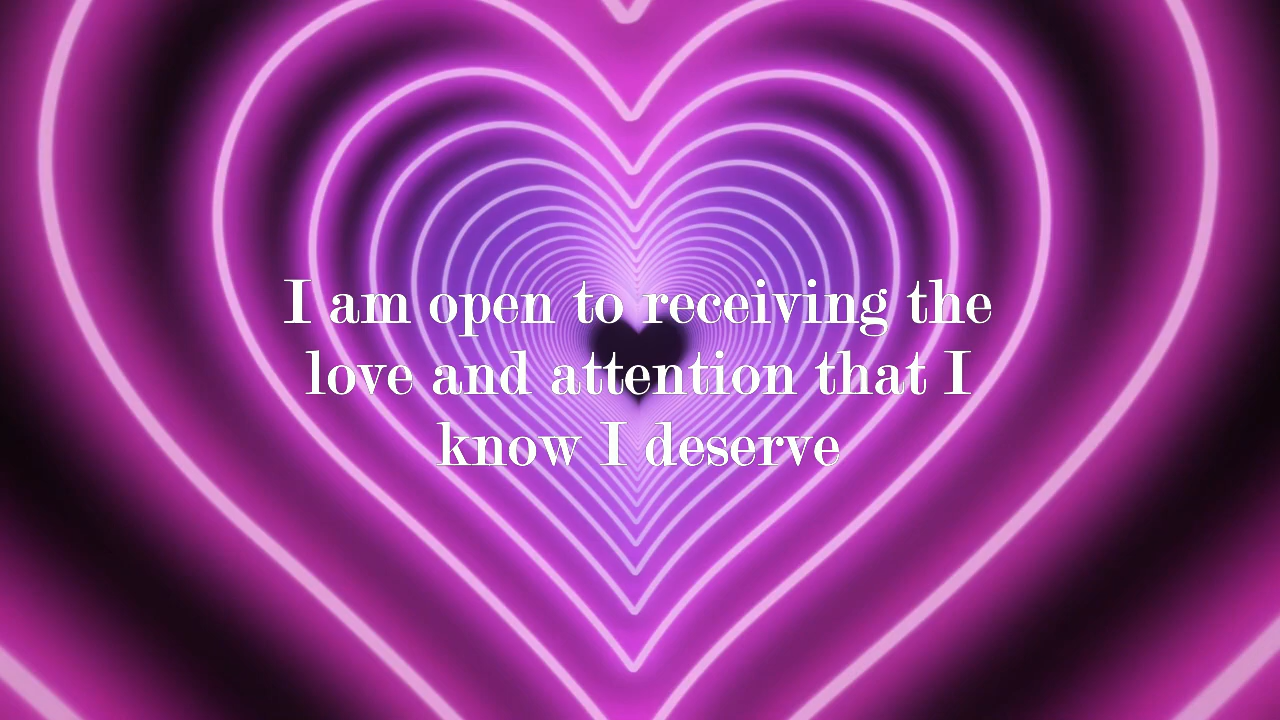 I am open to receiving the
love and attention that I
know I deserve